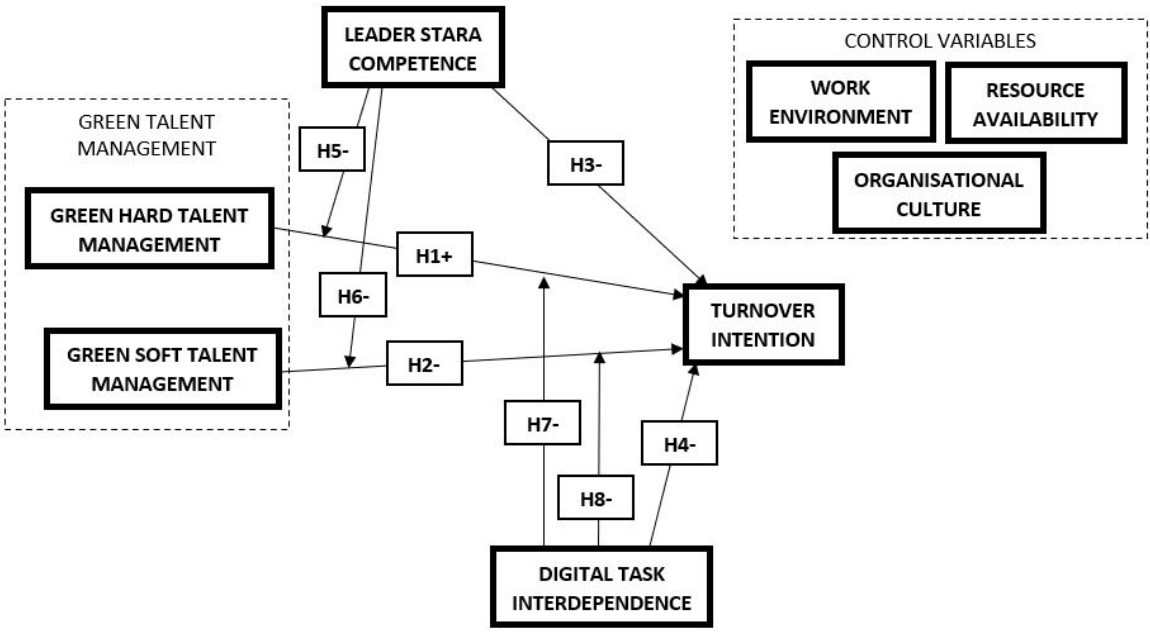 LEADER STARA
COMPETENCE
CONTROL VARIABLES
WORK
ENVIRONMENT
RESOURCE
AVAILABILITY
ORGANISATIONAL
CULTURE
GREEN TALENT
MANAGEMENT
H5-
H3-
GREEN HARD TALENT
MANAGEMENT
H1+
H6-
TURNOVER
INTENTION
GREEN SOFT TALENT
MANAGEMENT
H2-
H7-
H4-
H8-
DIGITAL TASK
INTERDEPENDENCE